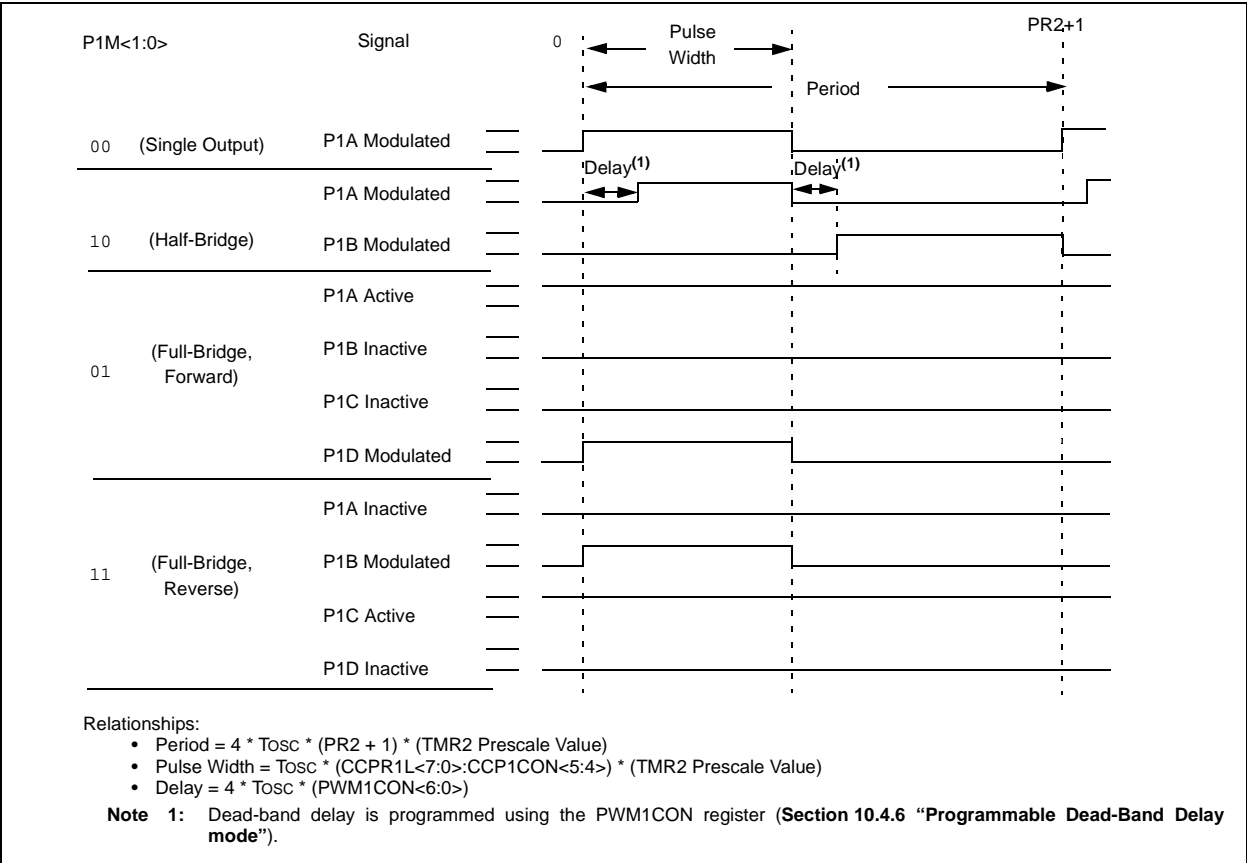 P1M<1:0> Signal 0 Pulse Width PR2+1
Period
00 (Single Output) P1A Modulated
Delay(1) Delay(1)
P1A Modulated
10 (Half-Bridge) P1B Modulated
P1A Active
01 (Full-Bridge, Forward) P1B Inactive
P1C Inactive
P1D Modulated
P1A Inactive
11 (Full-Bridge, Reverse) P1B Modulated
P1C Active
P1D Inactive
Relationships:
• Period = 4 * TOSC * (PR2 + 1) * (TMR2 Prescale Value)
• Pulse Width = TOSC * (CCPR1L<7:0>:CCP1CON<5:4>) * (TMR2 Prescale Value)
• Delay = 4 * TOSC * (PWM1CON<6:0>)
Note 1: Dead-band delay is programmed using the PWM1CON register (Section 10.4.6 “Programmable Dead-Band Delay
mode”).